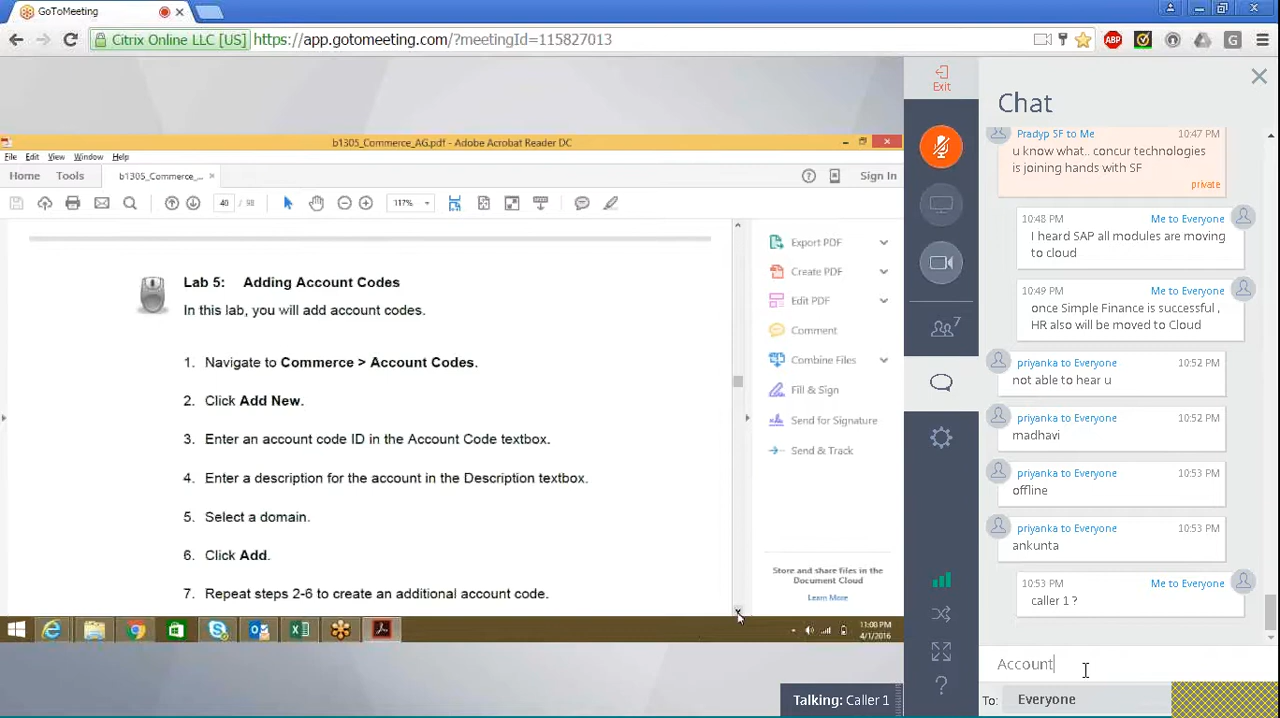 GoToMeeting
Citrix Online LLC [US]
https://app.gotomeeting.com/?meetingId=115827013
ABP
G
b1305_Commerce_AG.pdf - Adobe Acrobat Reader DC
File Edit View Window Help
Home Tools b1305_Commerce_... × Sign In
40 / 98 117%
Lab 5: Adding Account Codes
In this lab, you will add account codes.
1. Navigate to Commerce > Account Codes.
2. Click Add New.
3. Enter an account code ID in the Account Code textbox.
4. Enter a description for the account in the Description textbox.
5. Select a domain.
6. Click Add.
7. Repeat steps 2-6 to create an additional account code.
Export PDF
Create PDF
Edit PDF
Comment
Combine Files
Fill & Sign
Send for Signature
Send & Track
Store and share files in the
Document Cloud
Learn More
11:00 PM
4/1/2016
Talking: Caller 1
Exit
7
?
Chat
Pradyp SF to Me 10:47 PM
u know what.. concur technologies
is joining hands with SF
private
10:48 PM Me to Everyone
I heard SAP all modules are moving
to cloud
10:49 PM Me to Everyone
once Simple Finance is successful ,
HR also will be moved to Cloud
priyanka to Everyone 10:52 PM
not able to hear u
priyanka to Everyone 10:52 PM
madhavi
priyanka to Everyone 10:53 PM
offline
priyanka to Everyone 10:53 PM
ankunta
10:53 PM Me to Everyone
caller 1 ?
Account
To: Everyone